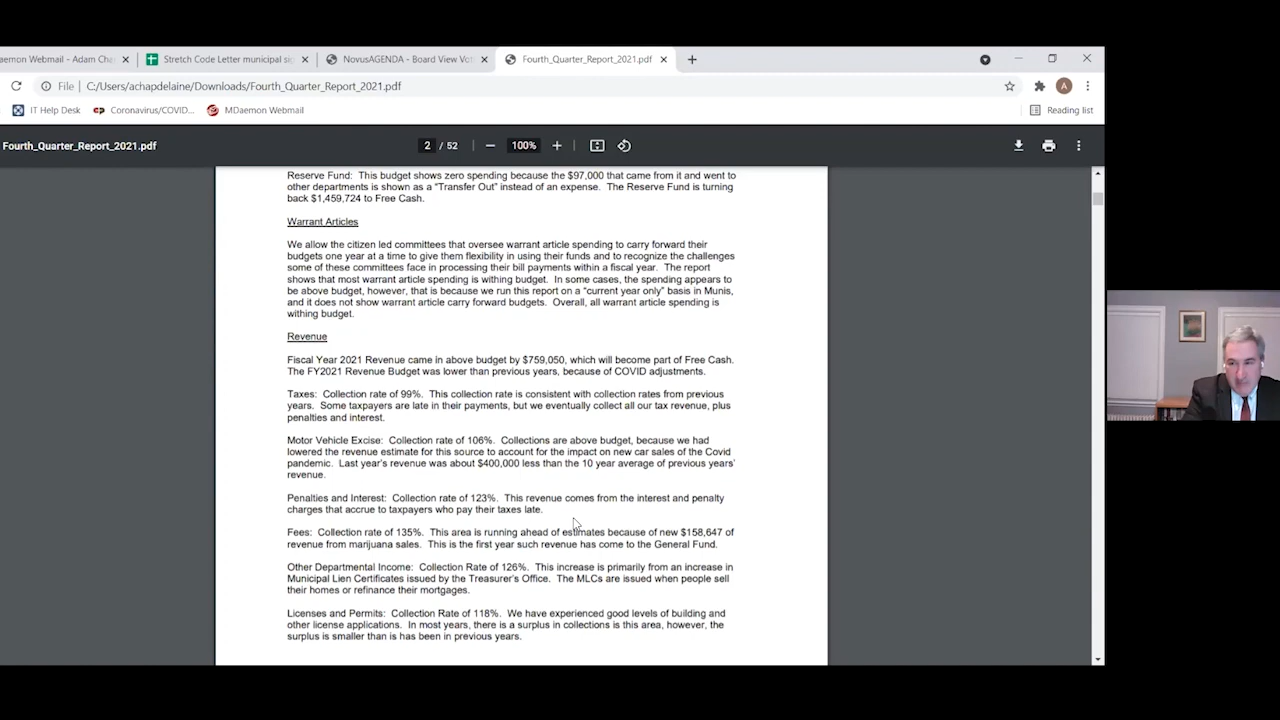 aemon Webmail - Adam Cha
Stretch Code Letter municipal si
NovusAGENDA - Board View Vot
Fourth_Quarter_Report_2021.pdf
File | C:/Users/achapdelaine/Downloads/Fourth_Quarter_Report_2021.pdf
A
IT Help Desk
Coronavirus/COVID...
MDaemon Webmail
Reading list
Fourth_Quarter_Report_2021.pdf
2 / 52
100%
Reserve Fund: This budget shows zero spending because the $97,000 that came from it and went to
other departments is shown as a “Transfer Out” instead of an expense. The Reserve Fund is turning
back $1,459,724 to Free Cash.
Warrant Articles
We allow the citizen led committees that oversee warrant article spending to carry forward their
budgets one year at a time to give them flexibility in using their funds and to recognize the challenges
some of these committees face in processing their bill payments within a fiscal year. The report
shows that most warrant article spending is withing budget. In some cases, the spending appears to
be above budget, however, that is because we run this report on a “current year only” basis in Munis,
and it does not show warrant article carry forward budgets. Overall, all warrant article spending is
withing budget.
Revenue
Fiscal Year 2021 Revenue came in above budget by $759,050, which will become part of Free Cash.
The FY2021 Revenue Budget was lower than previous years, because of COVID adjustments.
Taxes: Collection rate of 99%. This collection rate is consistent with collection rates from previous
years. Some taxpayers are late in their payments, but we eventually collect all our tax revenue, plus
penalties and interest.
Motor Vehicle Excise: Collection rate of 106%. Collections are above budget, because we had
lowered the revenue estimate for this source to account for the impact on new car sales of the Covid
pandemic. Last year's revenue was about $400,000 less than the 10 year average of previous years'
revenue.
Penalties and Interest: Collection rate of 123%. This revenue comes from the interest and penalty
charges that accrue to taxpayers who pay their taxes late.
Fees: Collection rate of 135%. This area is running ahead of estimates because of new $158,647 of
revenue from marijuana sales. This is the first year such revenue has come to the General Fund.
Other Departmental Income: Collection Rate of 126%. This increase is primarily from an increase in
Municipal Lien Certificates issued by the Treasurer's Office. The MLCs are issued when people sell
their homes or refinance their mortgages.
Licenses and Permits: Collection Rate of 118%. We have experienced good levels of building and
other license applications. In most years, there is a surplus in collections is this area, however, the
surplus is smaller than is has been in previous years.